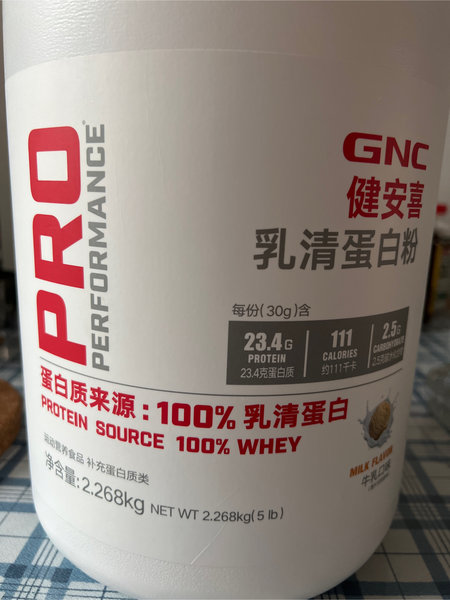 PRO
PERFORMANCE®
GNC
健安喜
乳清蛋白粉
每份(30g)含
23.4G
PROTEIN
23.4克蛋白质
111
CALORIES
约111千卡
2.5G
CARBOHYDRATE
蛋白质来源:100%乳清蛋白
PROTEIN SOURCE 100% WHEY
运动营养食品 补充蛋白质类
净含量:2.268kg NET WT 2.268kg(5 lb)
MILK FLAVOR
牛乳口味